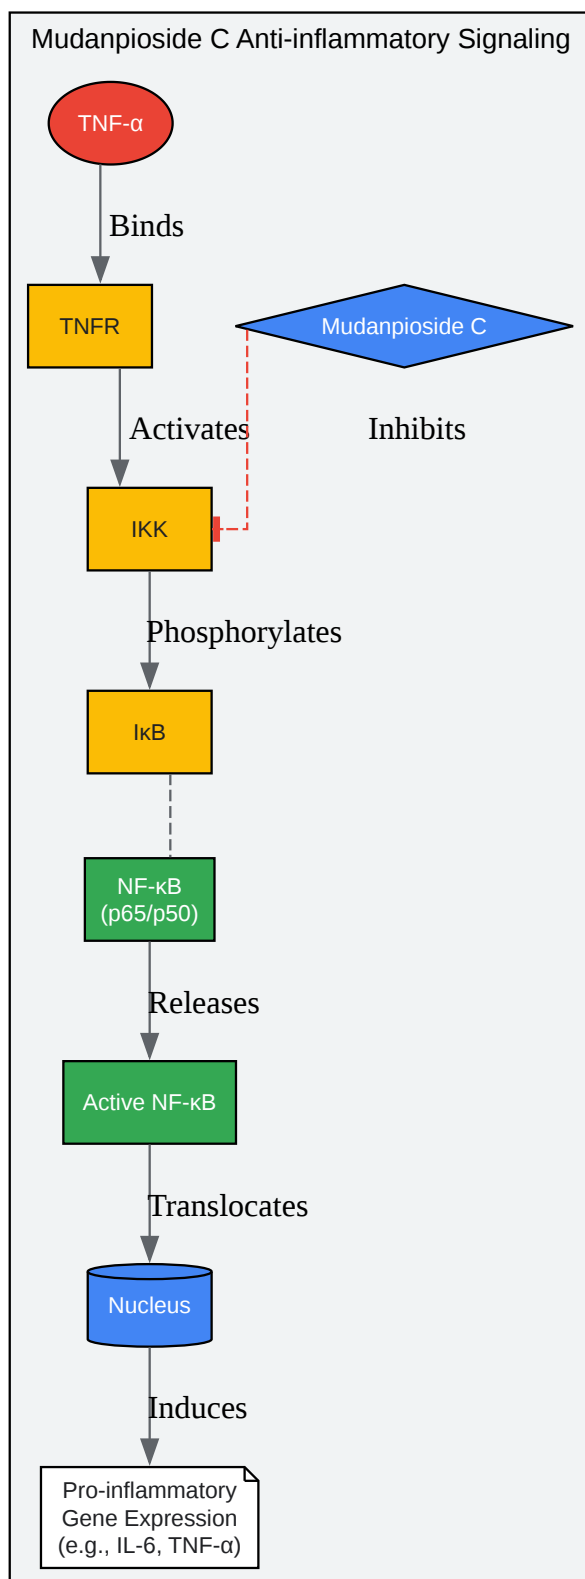 Mudanpioside C Anti-inflammatory Signaling
TNF-α
Binds
TNFR
Mudanpioside C
Activates
Inhibits
IKK
Phosphorylates
IκB
NF-κB
(p65/p50)
Releases
Active NF-κB
Translocates
Nucleus
Induces
Pro-inflammatory
Gene Expression
(e.g., IL-6, TNF-α)